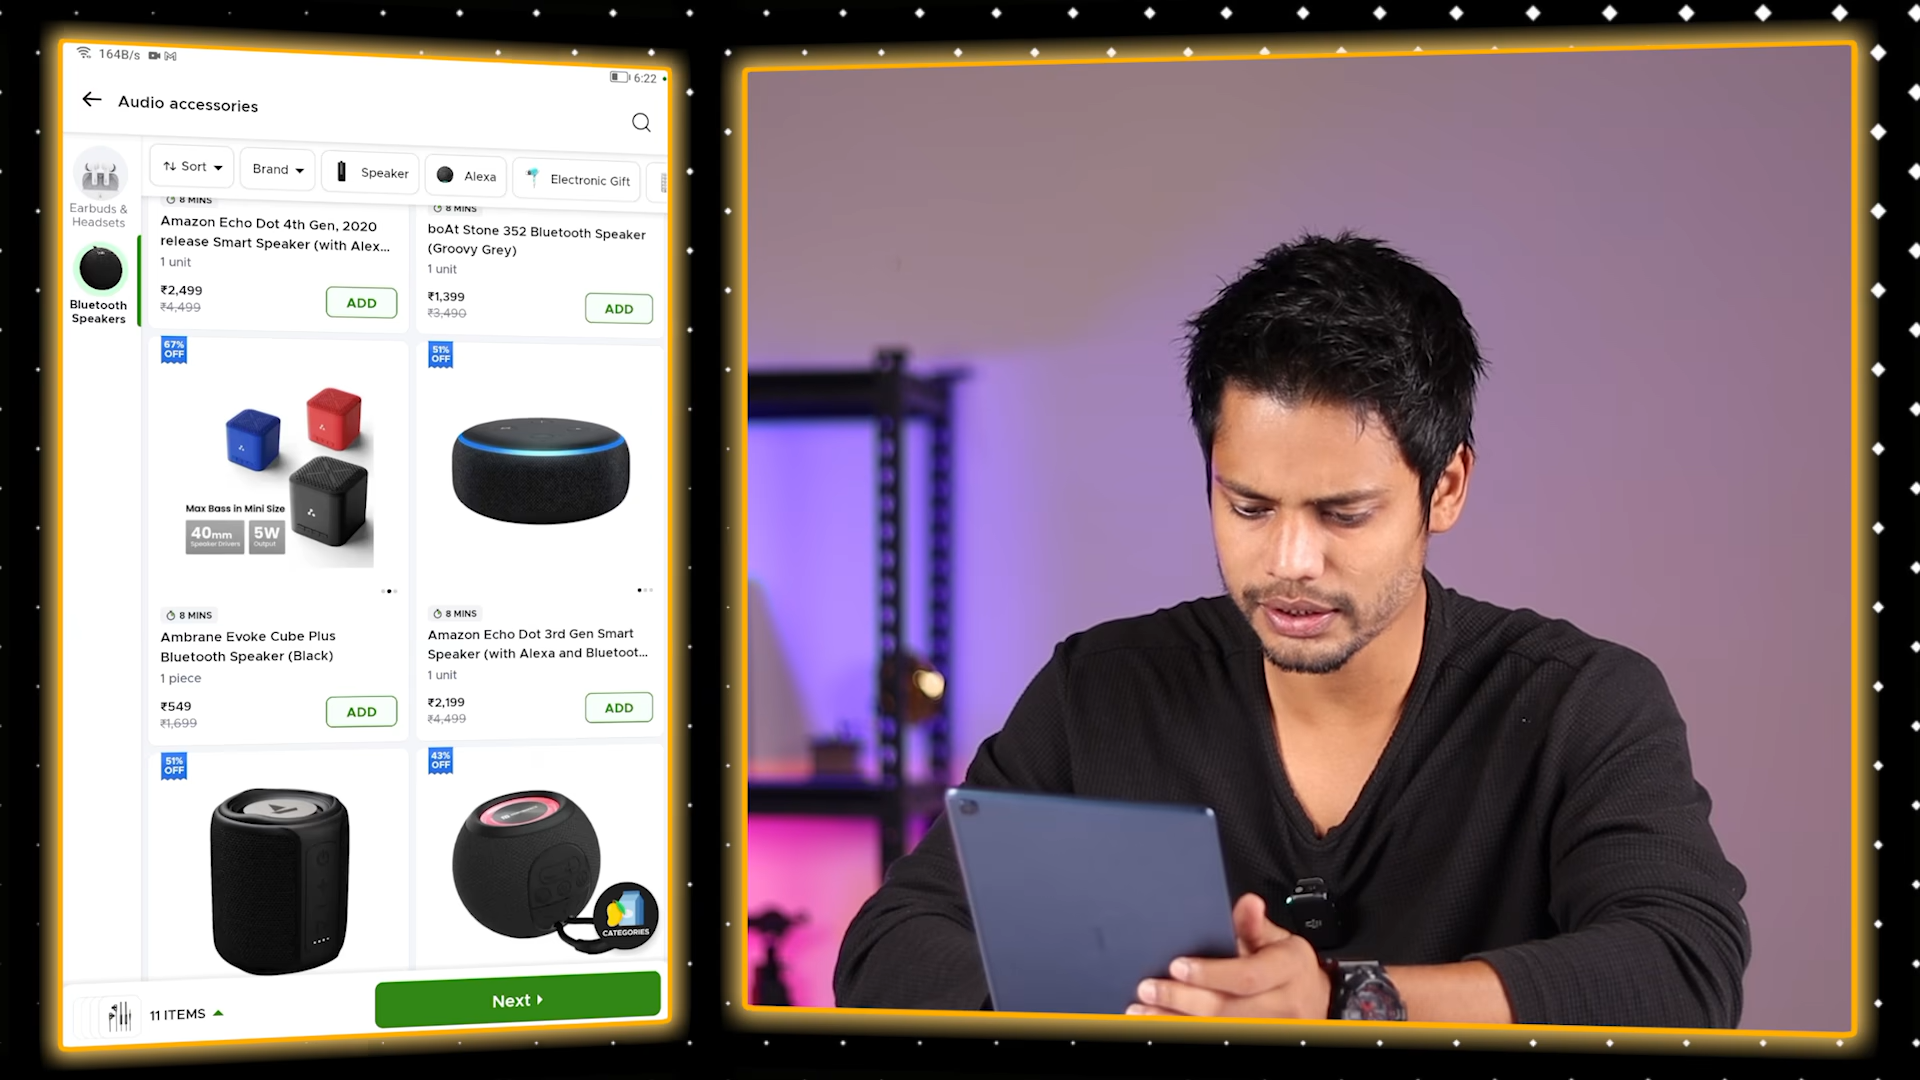 164B/s
6:22
Audio accessories
Earbuds &
Headsets
Bluetooth
Speakers
Sort
Brand
Speaker
Alexa
Electronic Gift
8 MINS
Amazon Echo Dot 4th Gen, 2020
release Smart Speaker (with Alex...
1 unit
₹2,499
₹4,499
ADD
8 MINS
boAt Stone 352 Bluetooth Speaker
(Groovy Grey)
1 unit
₹1,399
₹3,490
ADD
67%
OFF
Max Bass in Mini Size
40mm
Speaker Drivers
5W
Output
8 MINS
Ambrane Evoke Cube Plus
Bluetooth Speaker (Black)
1 piece
₹549
₹1,699
ADD
51%
OFF
8 MINS
Amazon Echo Dot 3rd Gen Smart
Speaker (with Alexa and Bluetoot...
1 unit
₹2,199
₹4,499
ADD
51%
OFF
43%
OFF
CATEGORIES
11 ITEMS
Next